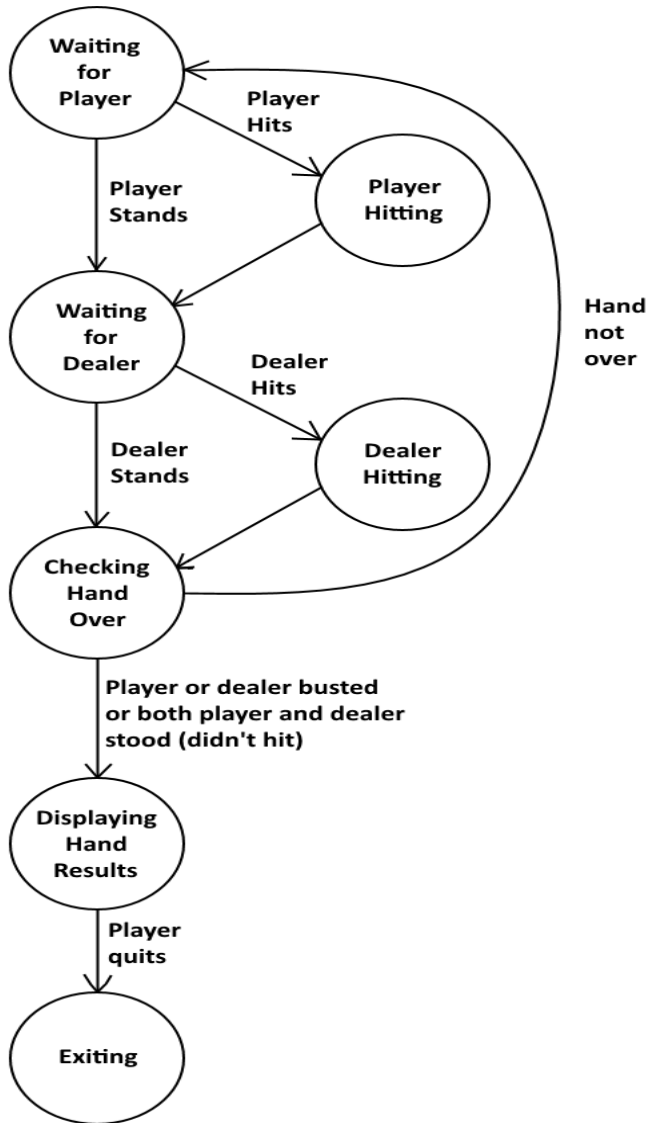 Waiting
for
Player
Player
Hits
Player
Hitting
Player
Stands
Waiting
for
Dealer
Hand
not
over
Dealer
Hits
Dealer
Hitting
Dealer
Stands
Checking
Hand
Over
Player or dealer busted
or both player and dealer
stood (didn't hit)
Displaying
Hand
Results
Player
quits
Exiting